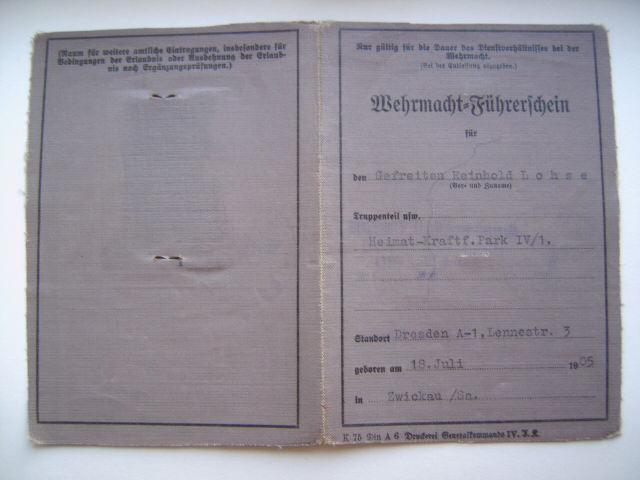 (Raum für weitere amtliche Eintragungen, insbesondere für
Bedingungen der Erlaubnis oder Ausdehnung der Erlaub-
nis nach Ergänzungsprüfungen.)
Nur gültig für die Dauer des Dienstverhältnisses bei der
Wehrmacht.
(Bei der Entlassung abzugeben.)
Wehrmacht-Führerschein
für
den Gefreiten Reinhold Lohse
(Vor- und Zuname)
Truppenteil usw.
Heimat-Kraftf.Park IV/1,
Standort Dresden A-1, Lennestr. 3
geboren am 18.Juli 1905
in Zwickau /Sa.
K 75 Din A 6 Druckerei Generalkommando IV. A. K.